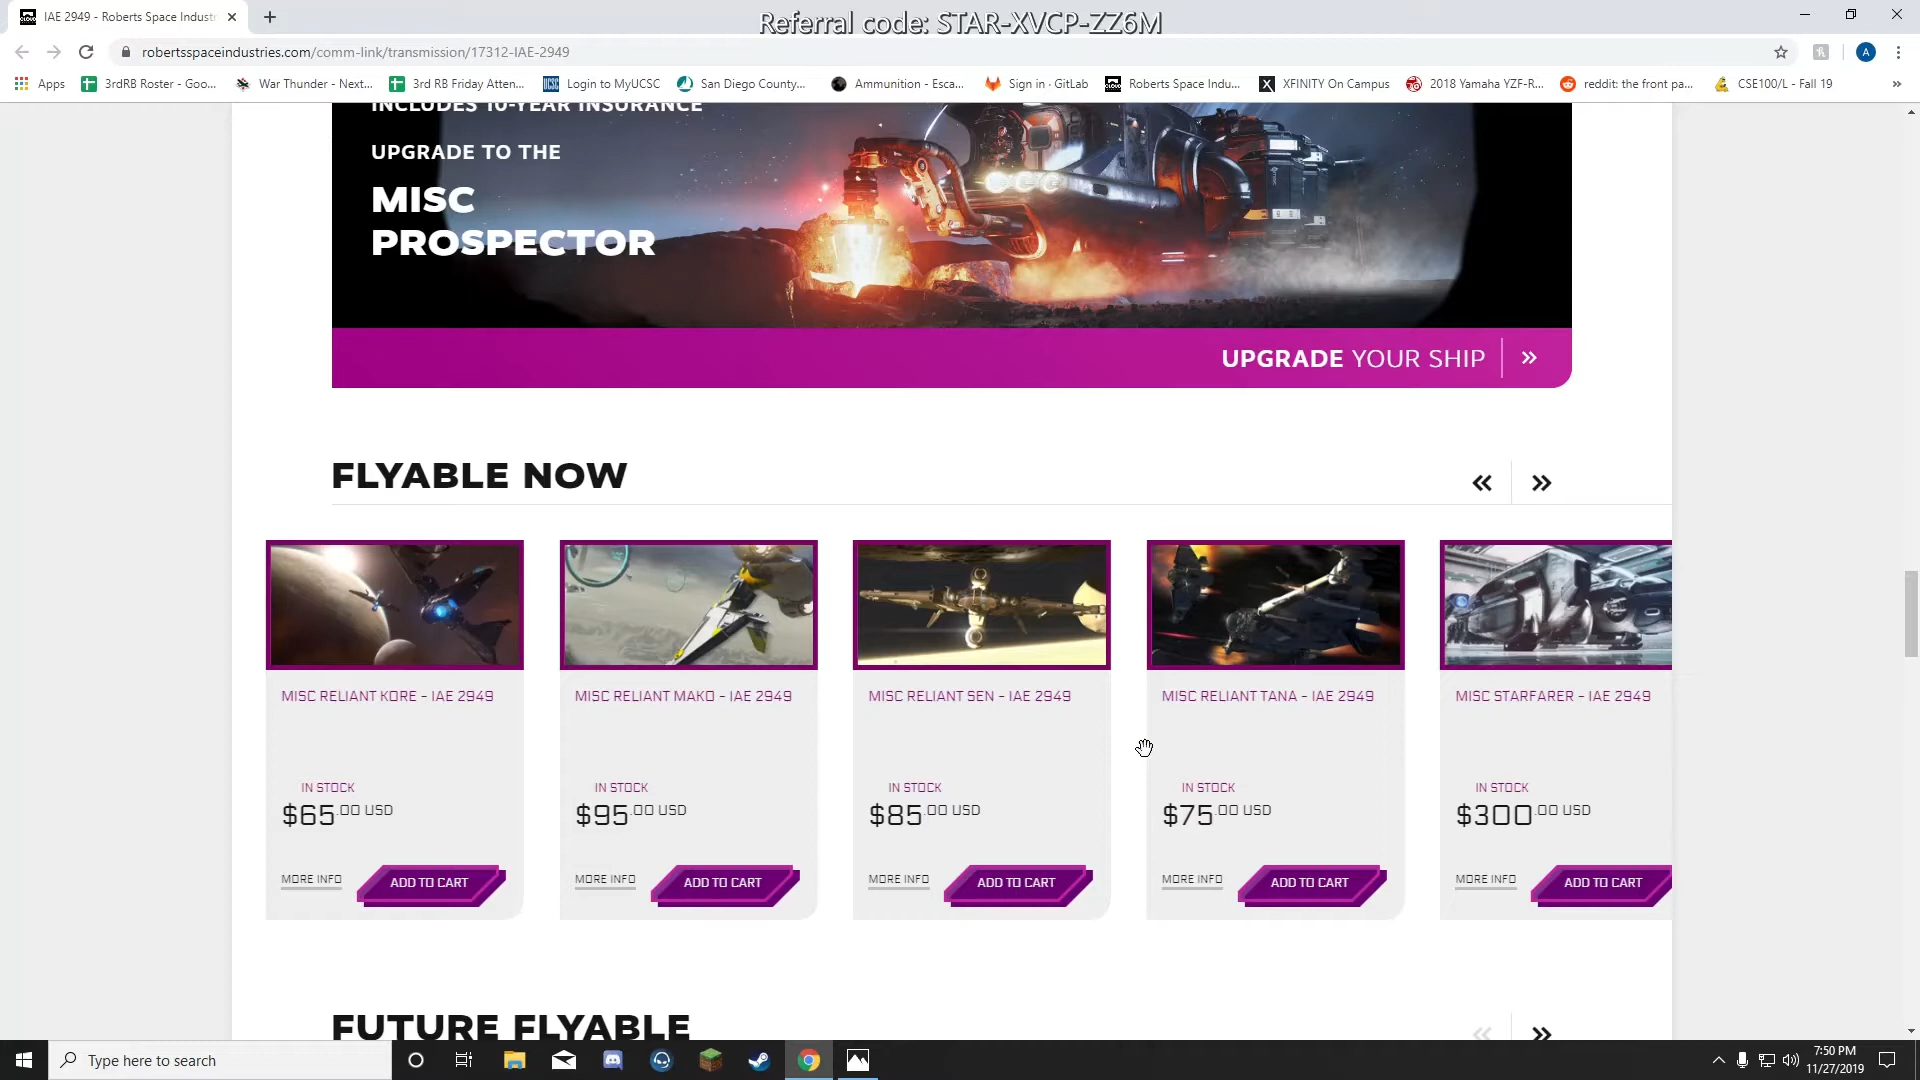 IAE 2949 - Roberts Space Industr
Referral code: STAR-XVCP-ZZ6M
robertsspaceindustries.com/comm-link/transmission/17312-IAE-2949
A
Apps
3rdRB Roster - Goo...
War Thunder - Next...
3rd RB Friday Atten...
UCSC
Login to MyUCSC
San Diego County...
Ammunition - Esca...
Sign in · GitLab
Roberts Space Indu...
XFINITY On Campus
2018 Yamaha YZF-R...
reddit: the front pa...
CSE100/L - Fall 19
INCLUDES 10-YEAR INSURANCE
UPGRADE TO THE
MISC
PROSPECTOR
UPGRADE YOUR SHIP
FLYABLE NOW
MISC RELIANT KORE - IAE 2949
MISC RELIANT MAKO - IAE 2949
MISC RELIANT SEN - IAE 2949
MISC RELIANT TANA - IAE 2949
MISC STARFARER - IAE 2949
IN STOCK
IN STOCK
IN STOCK
IN STOCK
IN STOCK
$65.00 USD
$95.00 USD
$85.00 USD
$75.00 USD
$300.00 USD
MORE INFO
ADD TO CART
MORE INFO
ADD TO CART
MORE INFO
ADD TO CART
MORE INFO
ADD TO CART
MORE INFO
ADD TO CART
FUTURE FLYABLE
Type here to search
7:50 PM
11/27/2019